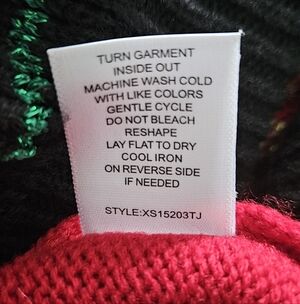 TURN GARMENT
INSIDE OUT
MACHINE WASH COLD
WITH LIKE COLORS
GENTLE CYCLE
DO NOT BLEACH
RESHAPE
LAY FLAT TO DRY
COOL IRON
ON REVERSE SIDE
IF NEEDED
STYLE:XS15203TJ